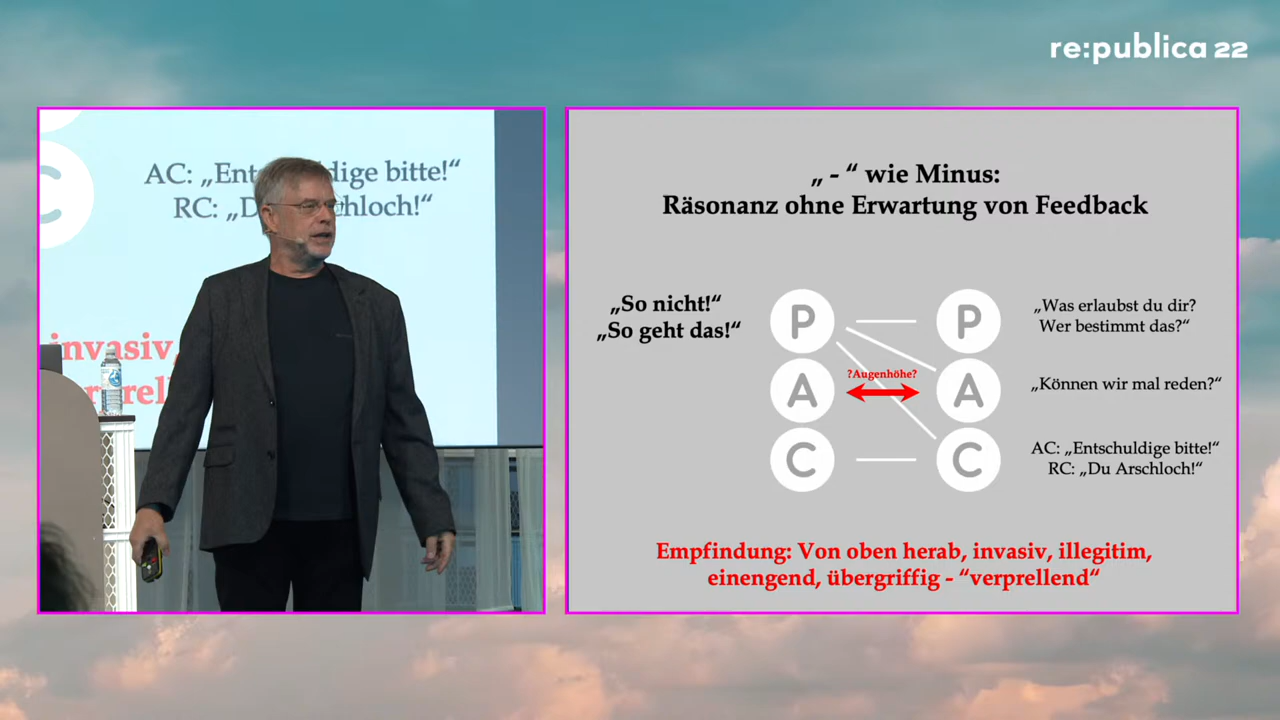 re:publica 22
AC: „Ent dige bitte!“
RC: „D chloch!“
invasiv,
„ - “ wie Minus:
Räsonanz ohne Erwartung von Feedback
„So nicht!“
„So geht das!“
P
P
„Was erlaubst du dir?
Wer bestimmt das?“
?Augenhöhe?
A
A
„Können wir mal reden?“
C
C
AC: „Entschuldige bitte!“
RC: „Du Arschloch!“
Empfindung: Von oben herab, invasiv, illegitim,
einengend, übergriffig - “verprellend“